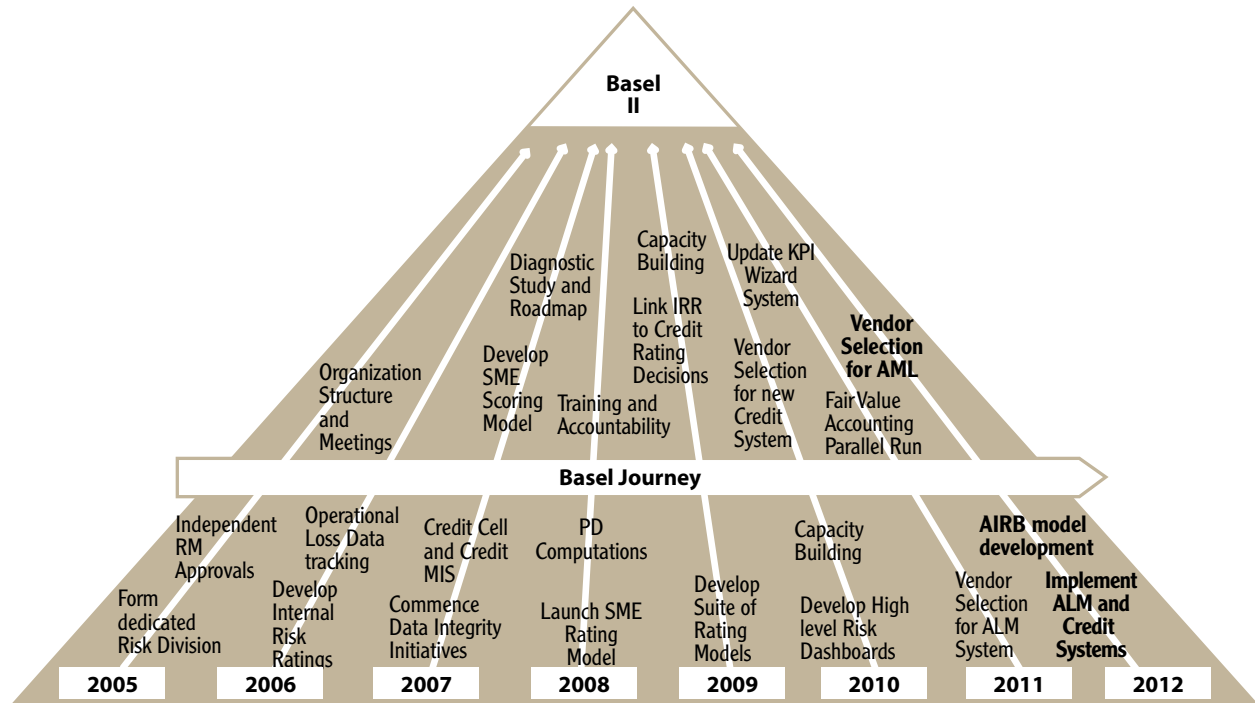 Basel
II
Capacity
Building
Update KPI
Wizard
System
Diagnostic
Study and
Roadmap
Link IRR
to Credit
Rating
Decisions
Vendor
Selection
for AML
Vendor
Selection
for new
Credit
System
Develop
SME
Scoring
Model
Organization
Structure
and
Meetings
Training and
Accountability
Fair Value
Accounting
Parallel Run
Basel Journey
Independent
RM
Approvals
Operational
Loss Data
tracking
Credit Cell
and Credit
MIS
PD
Computations
Capacity
Building
AIRB model
development
Form
dedicated
Risk Division
Develop
Internal
Risk
Ratings
Commence
Data Integrity
Initiatives
Launch SME
Rating
Model
Develop
Suite of
Rating
Models
Develop High
level Risk
Dashboards
Vendor
Selection
for ALM
System
Implement
ALM and
Credit
Systems
2005
2006
2007
2008
2009
2010
2011
2012